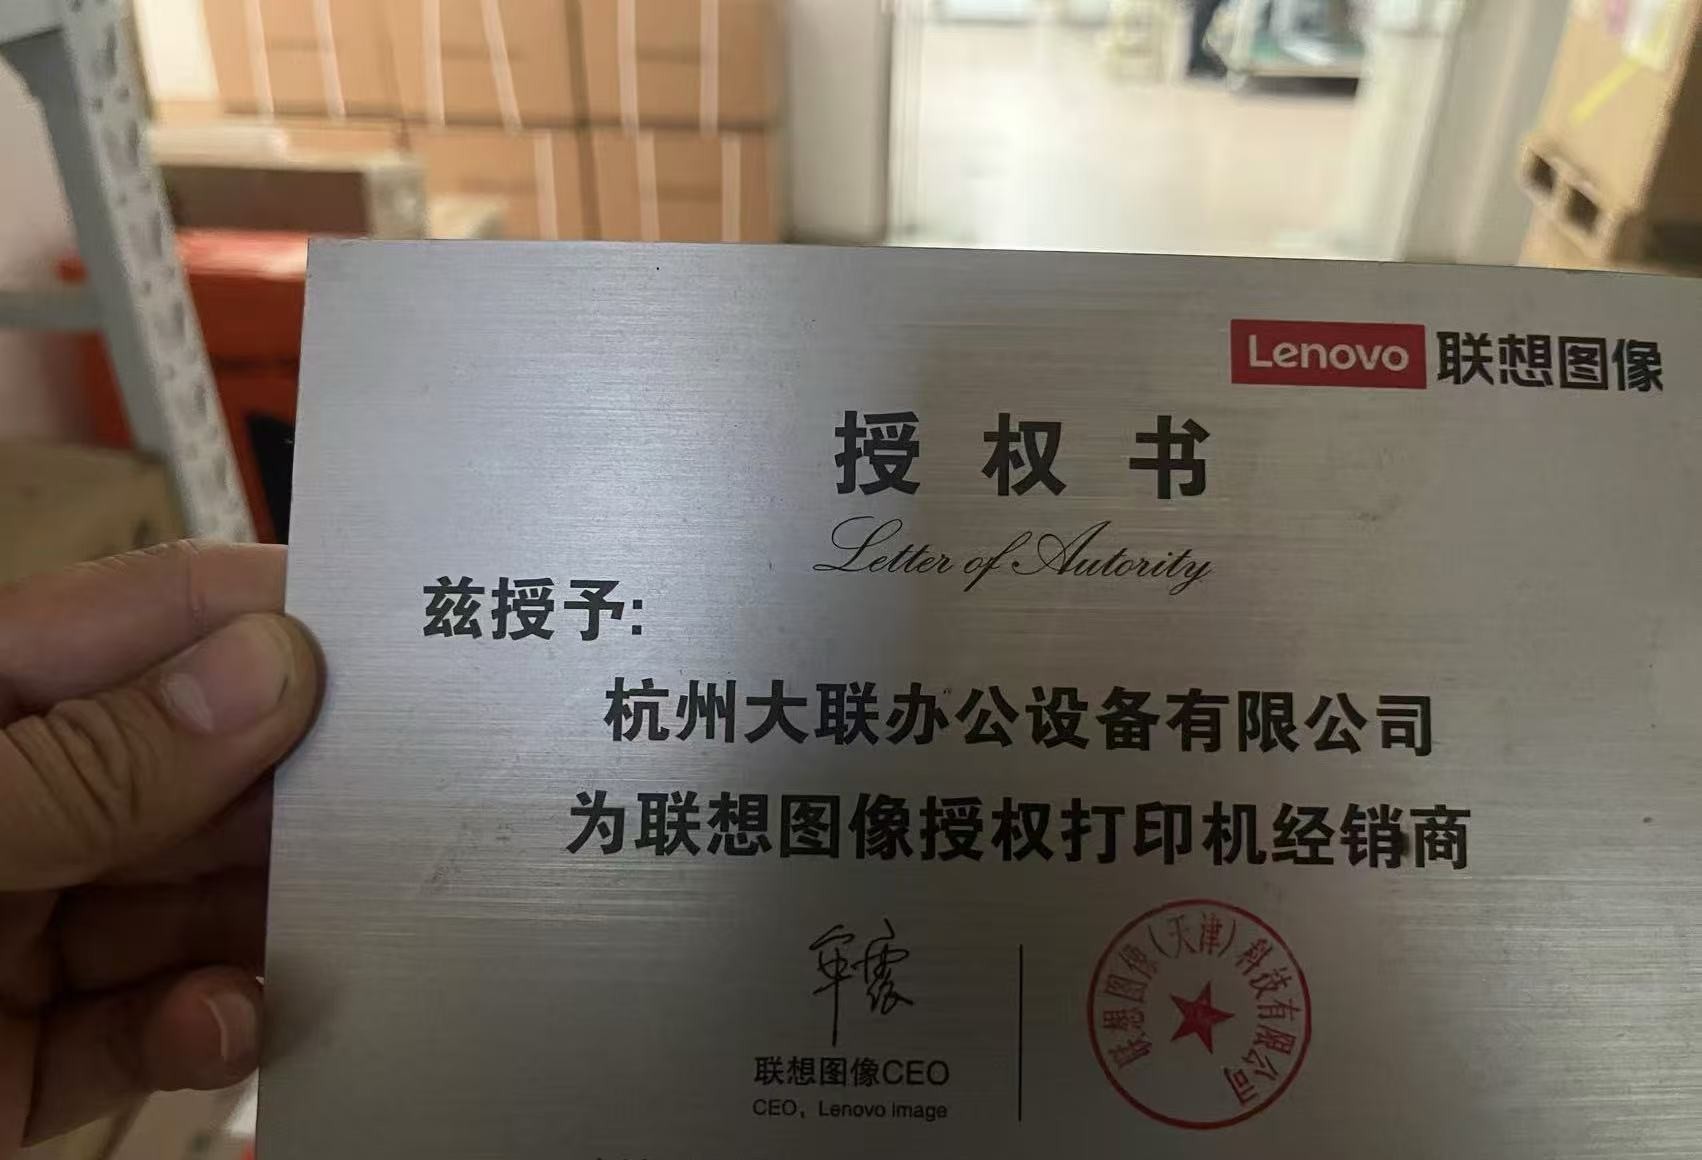 Lenovo 联想图像
授权书
Letter of Autority
兹授予:
杭州大联办公设备有限公司
为联想图像授权打印机经销商
联想图像CEO
CEO，Lenovo image
联想图像（天津）科技有限公司